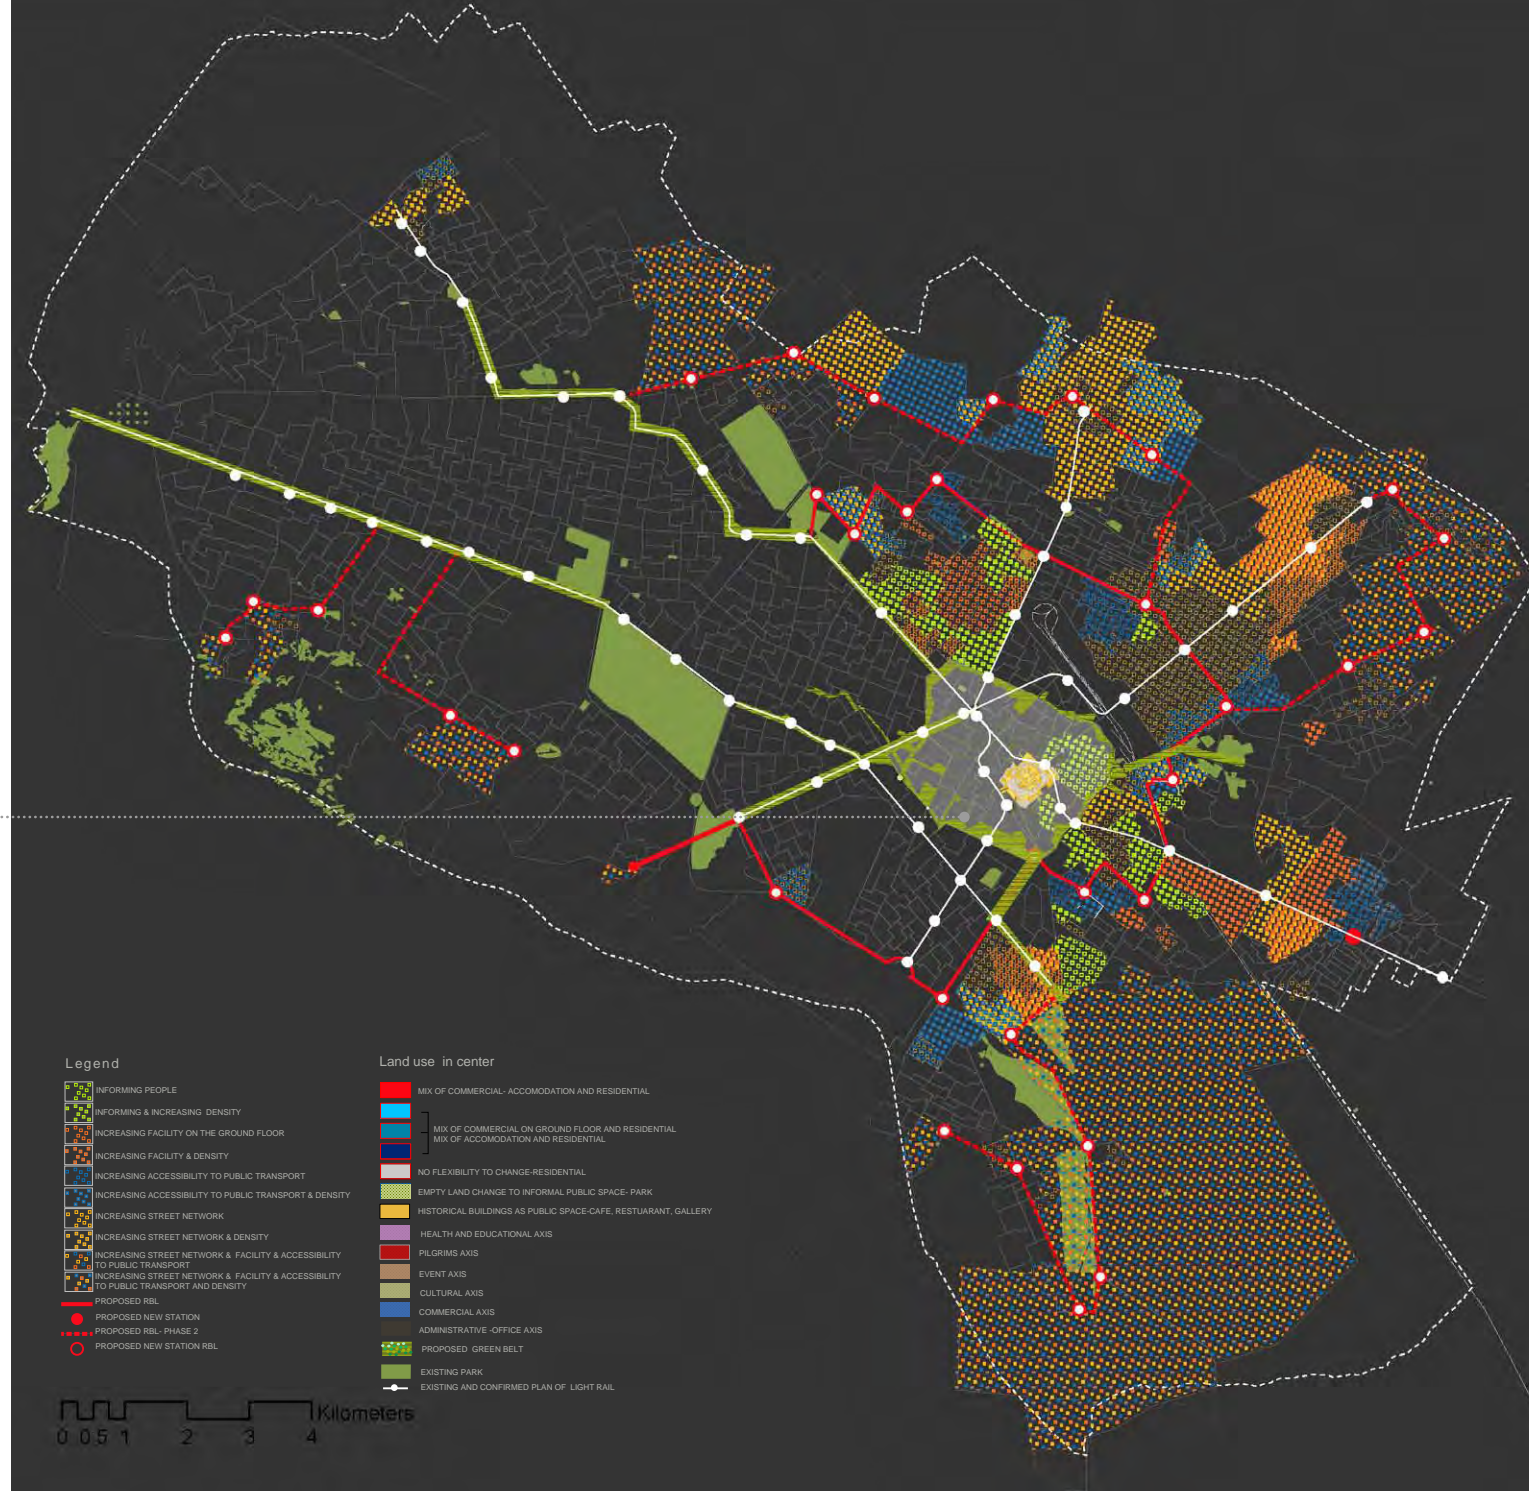 Legend
INFORMING PEOPLE
INFORMING & INCREASING DENSITY
INCREASING FACILITY ON THE GROUND FLOOR
INCREASING FACILITY & DENSITY
INCREASING ACCESSIBILITY TO PUBLIC TRANSPORT
INCREASING ACCESSIBILITY TO PUBLIC TRANSPORT & DENSITY
INCREASING STREET NETWORK
INCREASING STREET NETWORK & DENSITY
INCREASING STREET NETWORK & FACILITY & ACCESSIBILITY
TO PUBLIC TRANSPORT
INCREASING STREET NETWORK & FACILITY & ACCESSIBILITY
TO PUBLIC TRANSPORT AND DENSITY
PROPOSED RBL
PROPOSED NEW STATION
PROPOSED RBL- PHASE 2
PROPOSED NEW STATION RBL
Land use in center
MIX OF COMMERCIAL- ACCOMODATION AND RESIDENTIAL
MIX OF COMMERCIAL ON GROUND FLOOR AND RESIDENTIAL
MIX OF ACCOMODATION AND RESIDENTIAL
NO FLEXIBILITY TO CHANGE-RESIDENTIAL
EMPTY LAND CHANGE TO INFORMAL PUBLIC SPACE- PARK
HISTORICAL BUILDINGS AS PUBLIC SPACE-CAFE, RESTUARANT, GALLERY
HEALTH AND EDUCATIONAL AXIS
PILGRIMS AXIS
EVENT AXIS
CULTURAL AXIS
COMMERCIAL AXIS
ADMINISTRATIVE -OFFICE AXIS
PROPOSED GREEN BELT
EXISTING PARK
EXISTING AND CONFIRMED PLAN OF LIGHT RAIL
Kilometers
0 0.5 1 2 3 4